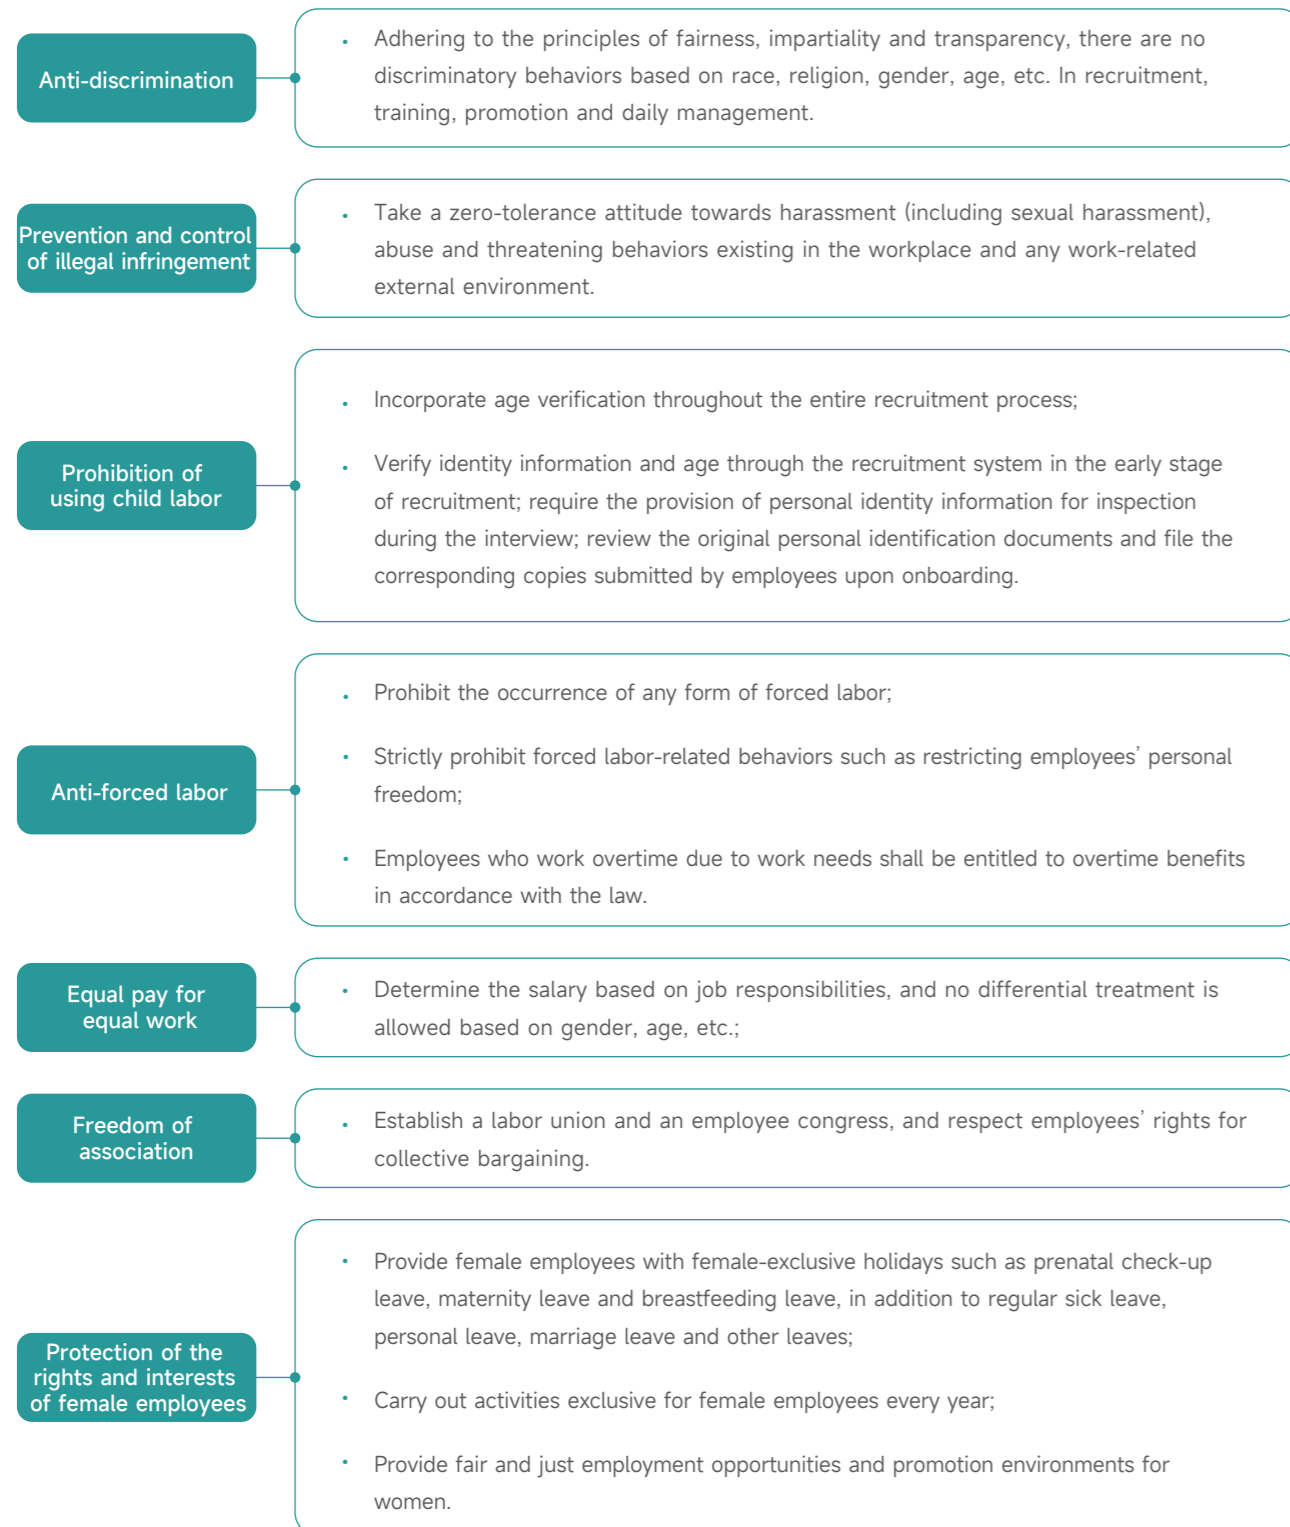 Anti-discrimination
• Adhering to the principles of fairness, impartiality and transparency, there are no
discriminatory behaviors based on race, religion, gender, age, etc. In recruitment,
training, promotion and daily management.
Prevention and control
of illegal infringement
• Take a zero-tolerance attitude towards harassment (including sexual harassment),
abuse and threatening behaviors existing in the workplace and any work-related
external environment.
Prohibition of
using child labor
• Incorporate age verification throughout the entire recruitment process;
• Verify identity information and age through the recruitment system in the early stage
of recruitment; require the provision of personal identity information for inspection
during the interview; review the original personal identification documents and file the
corresponding copies submitted by employees upon onboarding.
Anti-forced labor
• Prohibit the occurrence of any form of forced labor;
• Strictly prohibit forced labor-related behaviors such as restricting employees’ personal
freedom;
• Employees who work overtime due to work needs shall be entitled to overtime benefits
in accordance with the law.
Equal pay for
equal work
• Determine the salary based on job responsibilities, and no differential treatment is
allowed based on gender, age, etc.;
Freedom of
association
• Establish a labor union and an employee congress, and respect employees’ rights for
collective bargaining.
Protection of the
rights and interests
of female employees
• Provide female employees with female-exclusive holidays such as prenatal check-up
leave, maternity leave and breastfeeding leave, in addition to regular sick leave,
personal leave, marriage leave and other leaves;
• Carry out activities exclusive for female employees every year;
• Provide fair and just employment opportunities and promotion environments for
women.